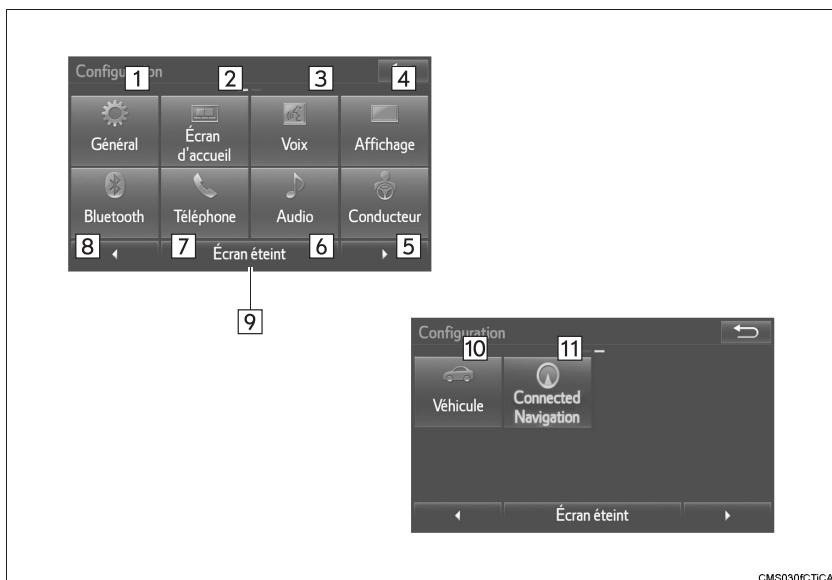 Configuration
1 2 3 4
Général
Écran
d'accueil
Voix
Affichage
Bluetooth
Téléphone
Audio
Conducteur
8 7 6 5
Écran éteint
9
Configuration
10 11
Véhicule
Connected
Navigation
Écran éteint